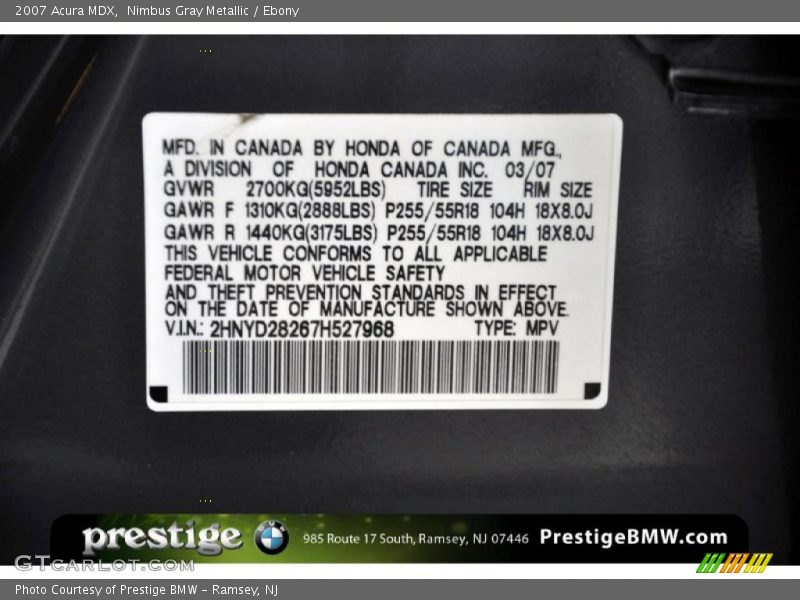 2007 Acura MDX, Nimbus Gray Metallic / Ebony
MFD. IN CANADA BY HONDA OF CANADA MFG.,
A DIVISION OF HONDA CANADA INC. 03/07
GVWR 2700KG(5952LBS) TIRE SIZE RIM SIZE
GAWR F 1310KG(2888LBS) P255/55R18 104H 18X8.0J
GAWR R 1440KG(3175LBS) P255/55R18 104H 18X8.0J
THIS VEHICLE CONFORMS TO ALL APPLICABLE
FEDERAL MOTOR VEHICLE SAFETY
AND THEFT PREVENTION STANDARDS IN EFFECT
ON THE DATE OF MANUFACTURE SHOWN ABOVE.
V.I.N.: 2HNYD28267H527968 TYPE: MPV
prestige BMW 985 Route 17 South, Ramsey, NJ 07446 PrestigeBMW.com
GTCarLot.com
Photo Courtesy of Prestige BMW - Ramsey, NJ